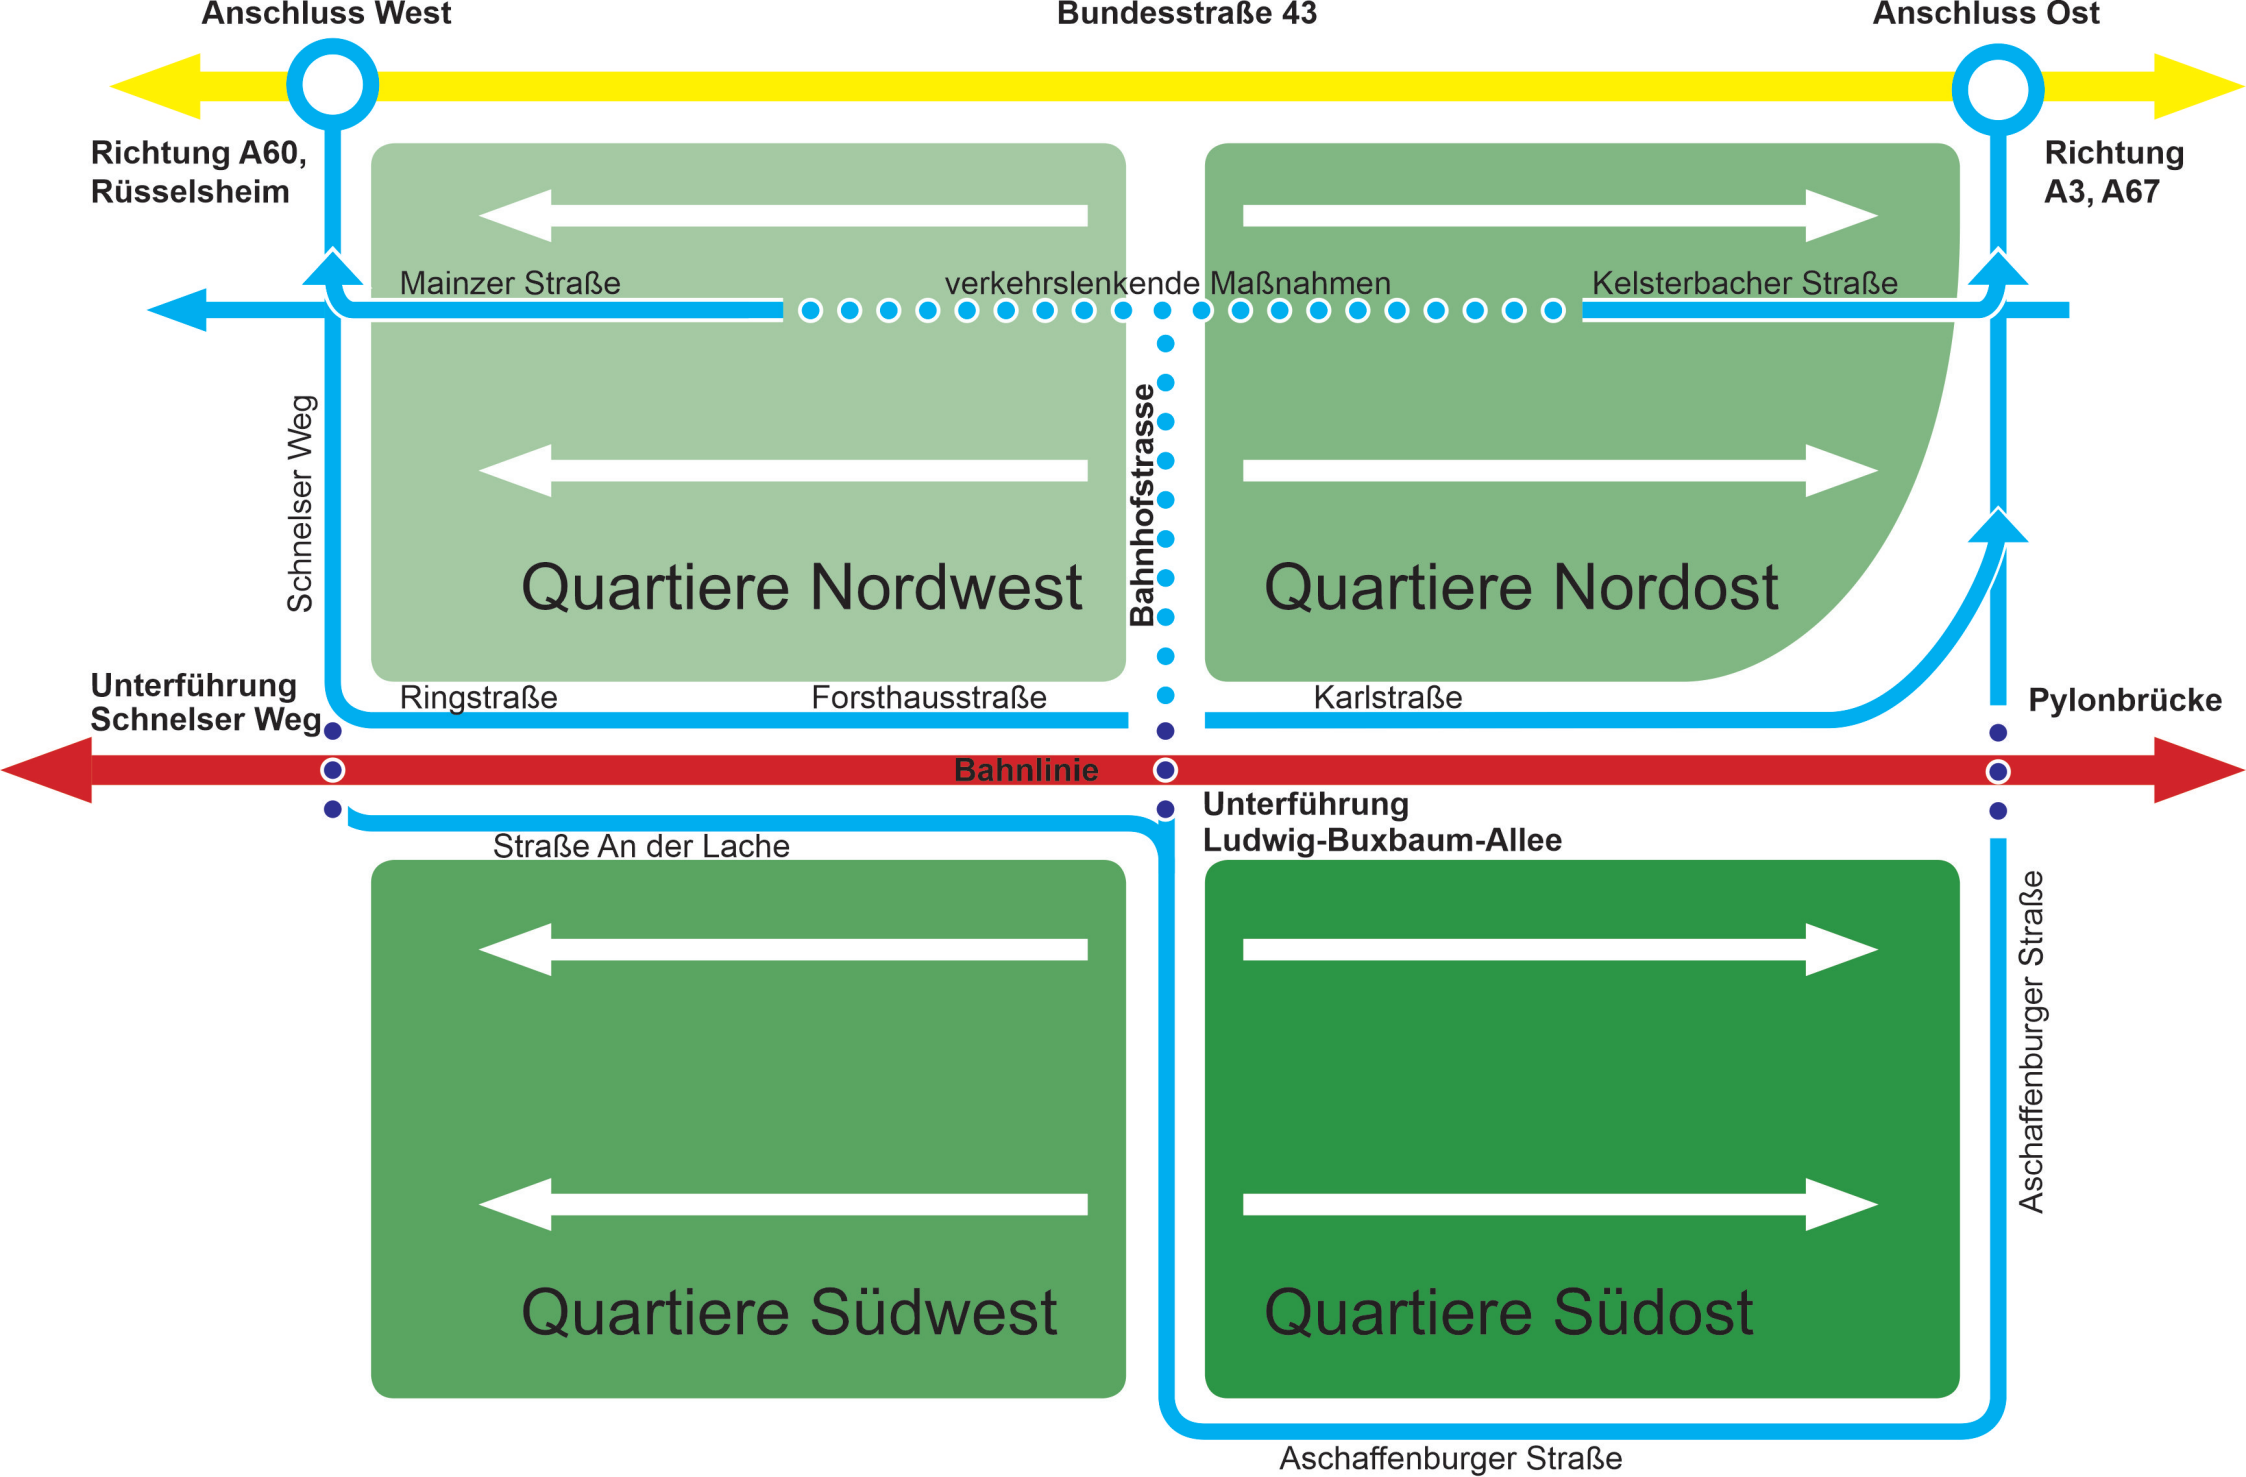 Anschluss West
Bundesstraße 43
Anschluss Ost
Richtung A60,
Rüsselsheim
Richtung
A3, A67
Mainzer Straße
verkehrslenkende Maßnahmen
Kelsterbacher Straße
Schnelser Weg
Bahnhofstrasse
Quartiere Nordwest
Quartiere Nordost
Unterführung
Schnelser Weg
Ringstraße
Forsthausstraße
Karlstraße
Pylonbrücke
Bahnlinie
Unterführung
Ludwig-Buxbaum-Allee
Straße An der Lache
Aschaffenburger Straße
Quartiere Südwest
Quartiere Südost
Aschaffenburger Straße